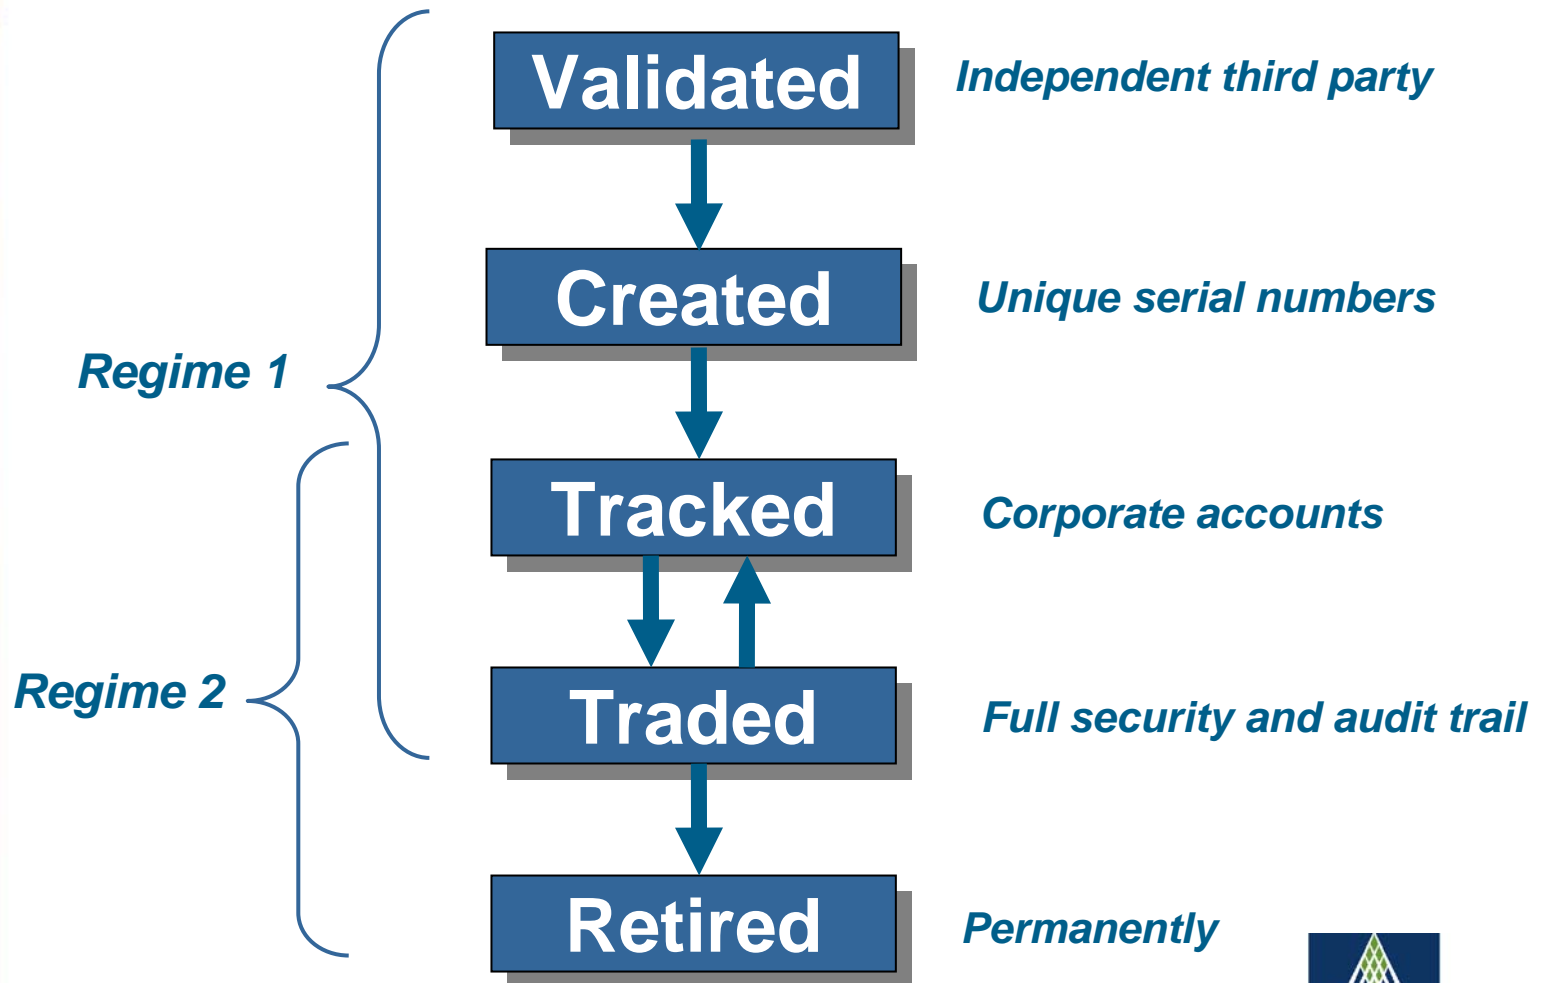 Validated
Independent third party
Created
Unique serial numbers
Regime 1
Tracked
Corporate accounts
Regime 2
Traded
Full security and audit trail
Retired
Permanently